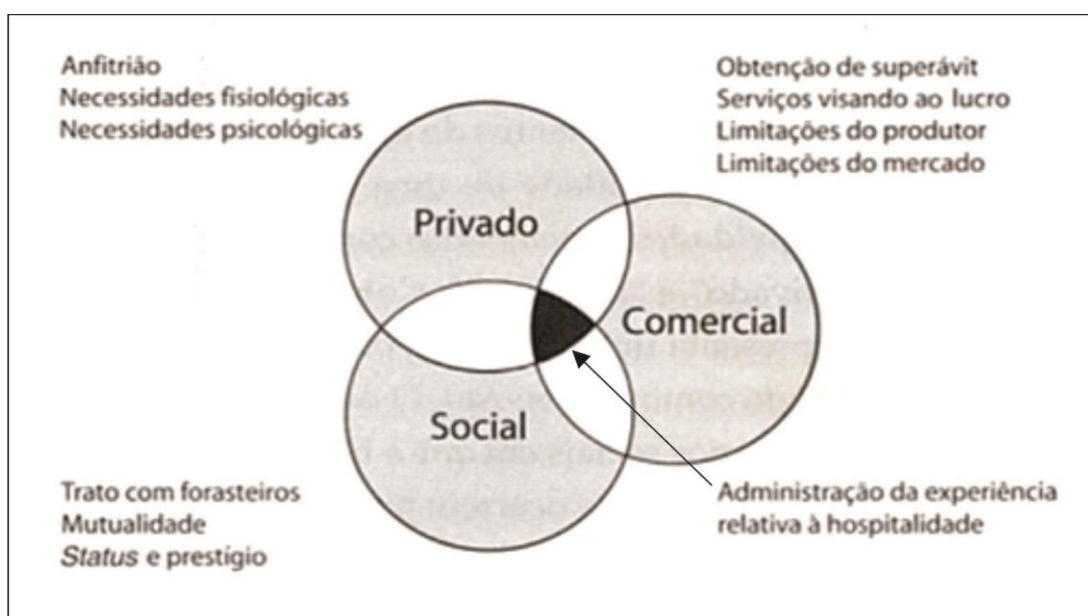 Anfitrião
Necessidades fisiológicas
Necessidades psicológicas
Obtenção de superávit
Serviços visando ao lucro
Limitações do produtor
Limitações do mercado
Privado
Comercial
Social
Trato com forasteiros
Mutualidade
Status e prestígio
Administração da experiência
relativa à hospitalidade